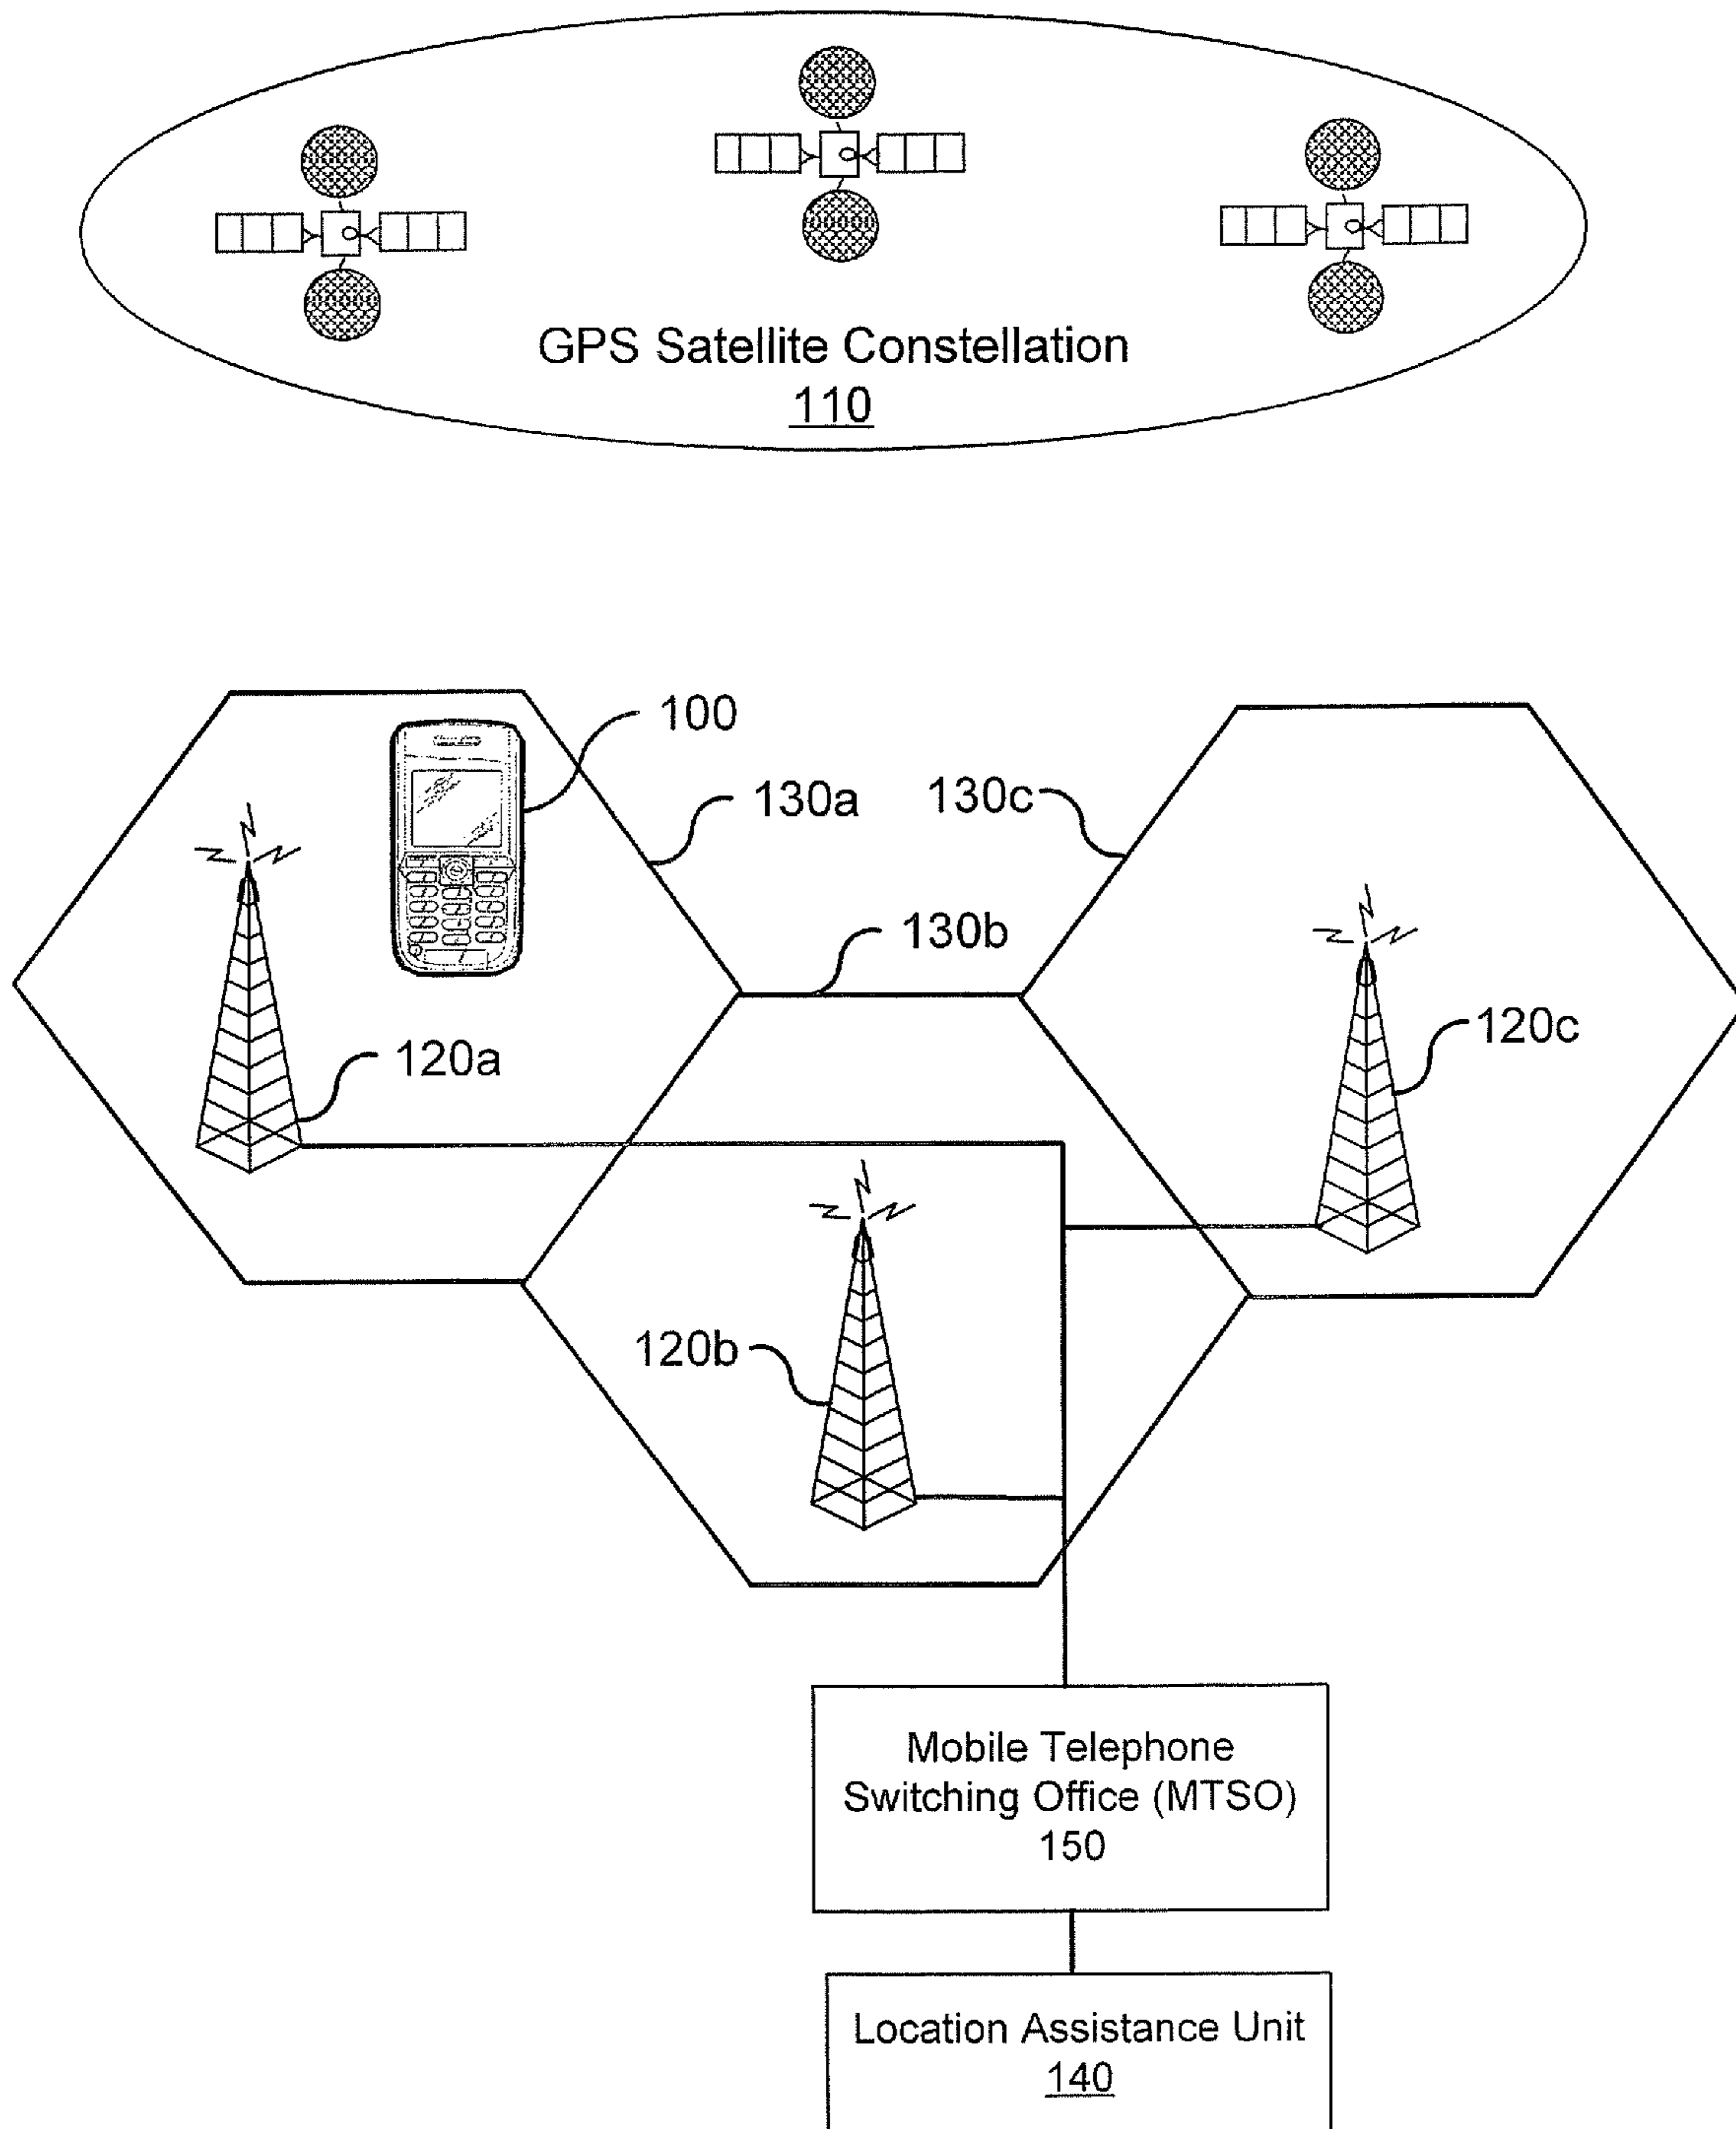 GPS Satellite Constellation
110
100
130a
130c
130b
120a
120c
120b
Mobile Telephone
Switching Office (MTSO)
150
Location Assistance Unit
140